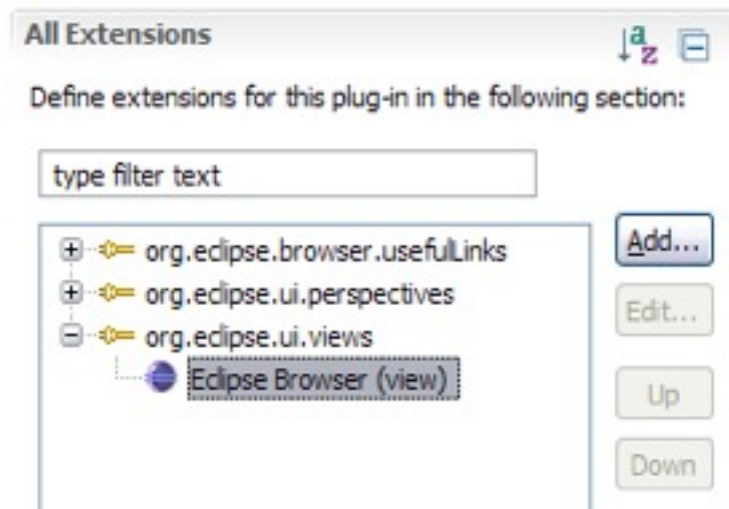 All Extensions
a
z
Define extensions for this plug-in in the following section:
type filter text
org.eclipse.browser.usefulLinks
Add...
org.eclipse.ui.perspectives
Edit...
org.eclipse.ui.views
Eclipse Browser (view)
Up
Down